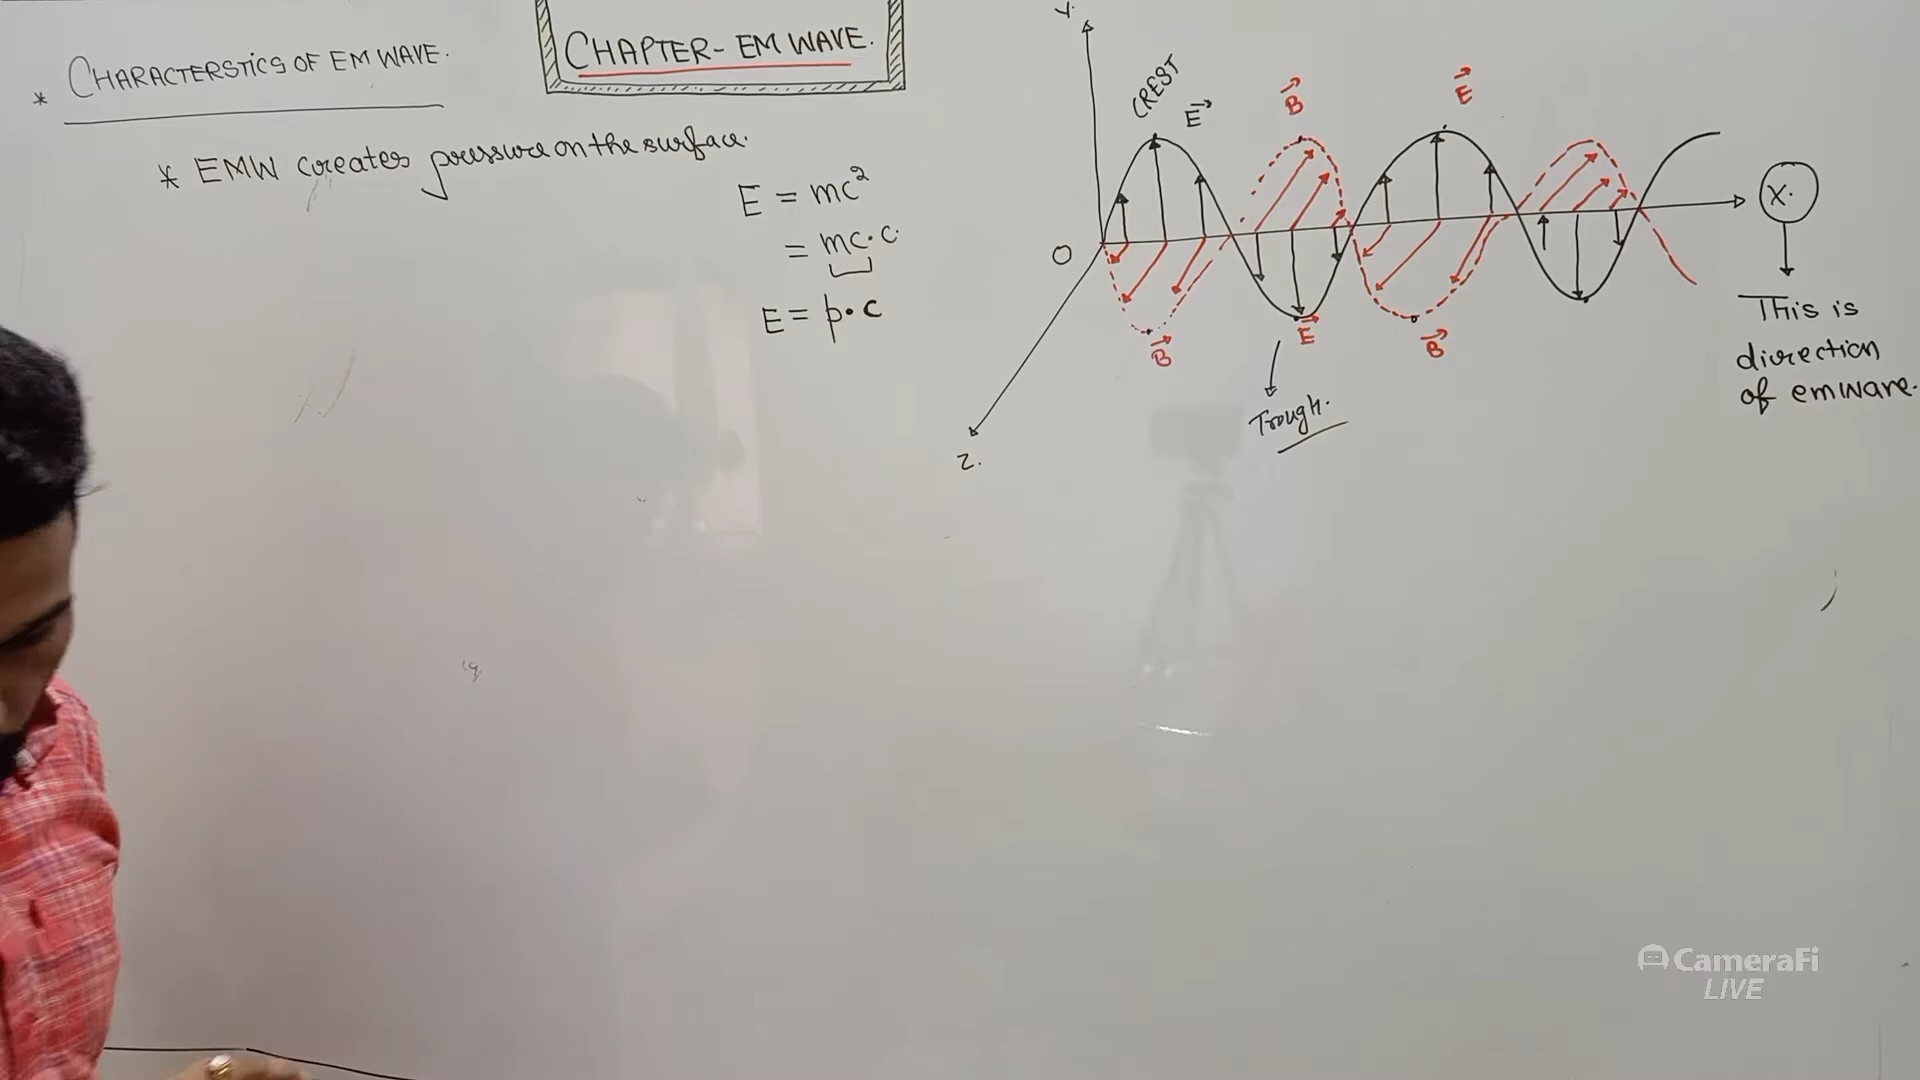 CHAPTER- EM WAVE.
* CHARACTERSTICS OF EM WAVE.
* EMW creates pressure on the surface.
E = mc²
= mc·c
E = p·c
Y.
CREST
E→
B→
E→
X.
O
B→
E→
B→
Z.
Trough.
This is
direction
of emware.
CameraFi
LIVE